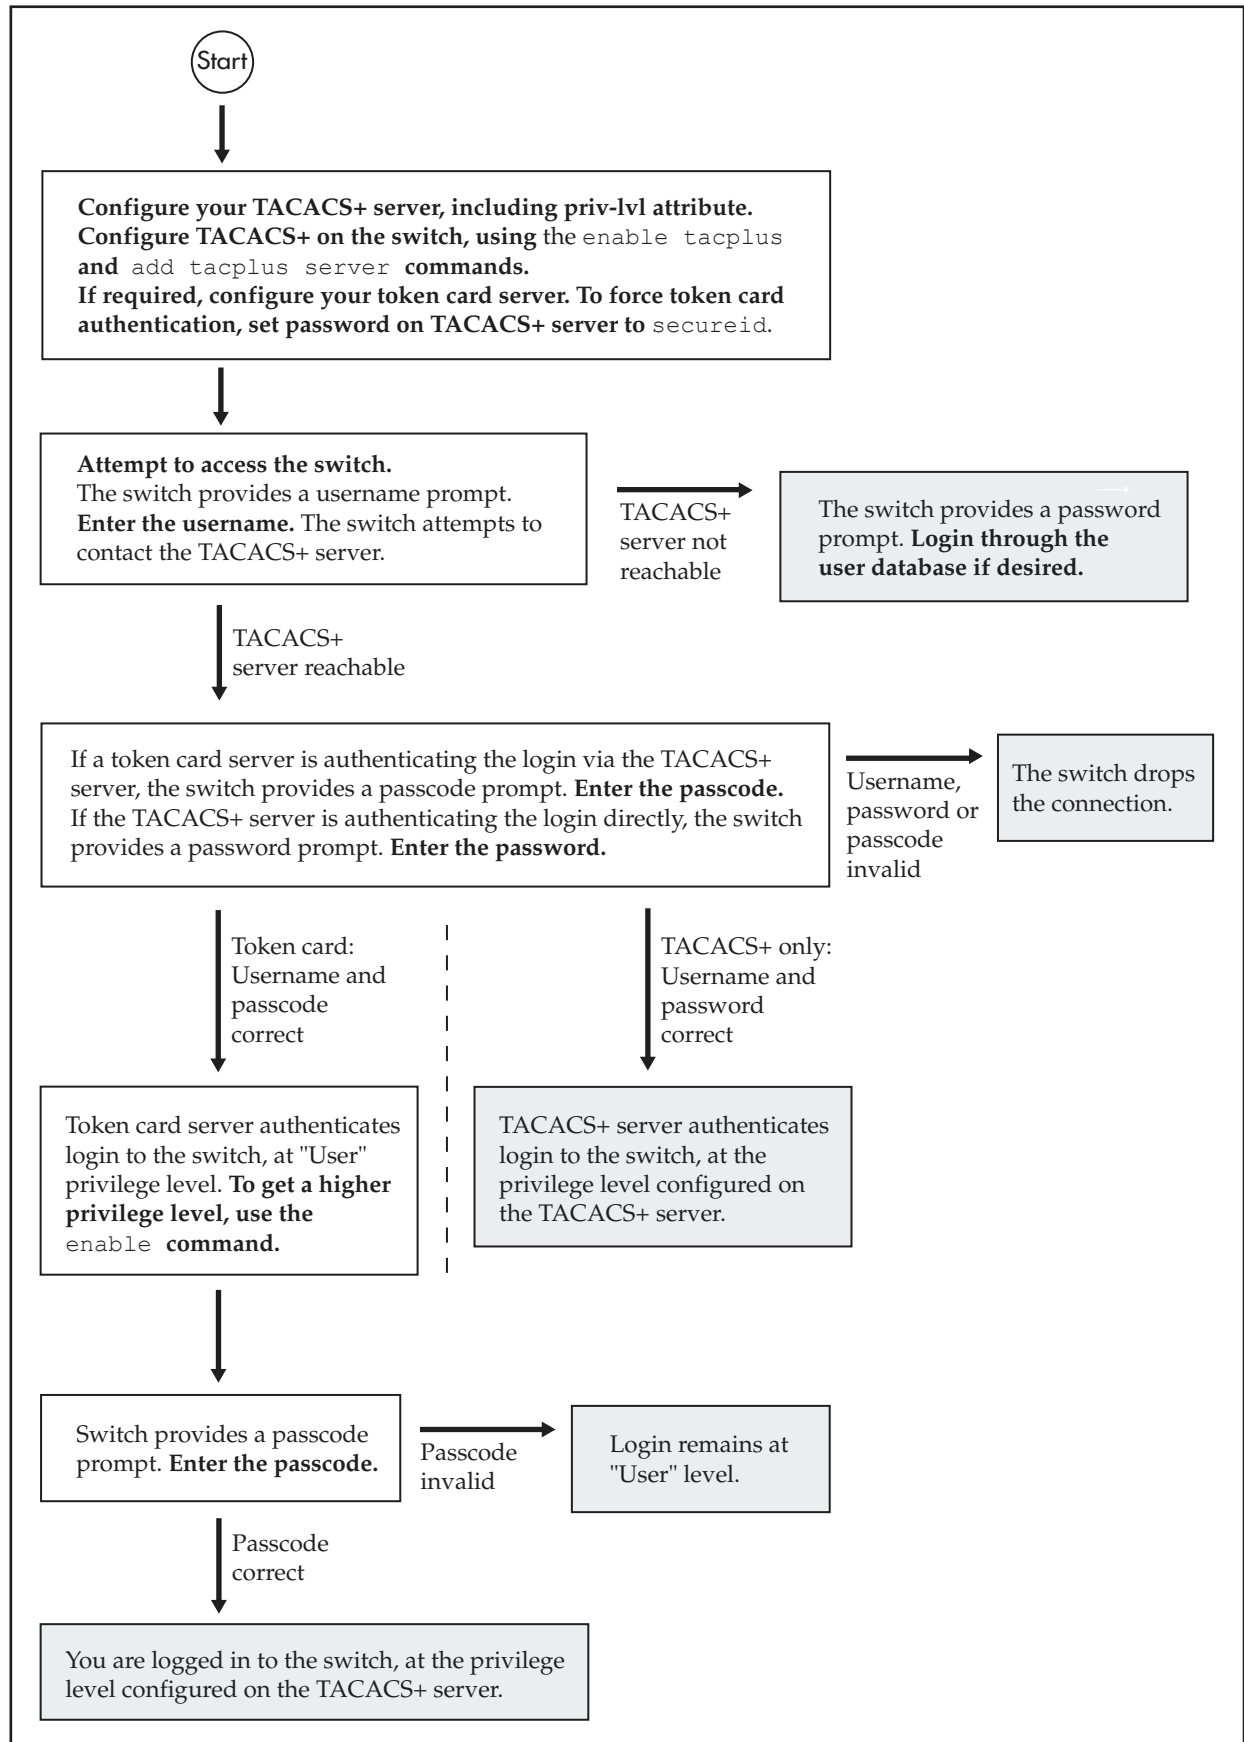 Start
Configure your TACACS+ server, including priv-lvl attribute.
Configure TACACS+ on the switch, using the enable tacplus
and add tacplus server commands.
If required, configure your token card server. To force token card
authentication, set password on TACACS+ server to secureid.
Attempt to access the switch.
The switch provides a username prompt.
Enter the username. The switch attempts to
contact the TACACS+ server.
TACACS+
server not
reachable
The switch provides a password
prompt. Login through the
user database if desired.
TACACS+
server reachable
If a token card server is authenticating the login via the TACACS+
server, the switch provides a passcode prompt. Enter the passcode.
If the TACACS+ server is authenticating the login directly, the switch
provides a password prompt. Enter the password.
Username,
password or
passcode
invalid
The switch drops
the connection.
Token card:
Username and
passcode
correct
TACACS+ only:
Username and
password
correct
Token card server authenticates
login to the switch, at "User"
privilege level. To get a higher
privilege level, use the
enable command.
TACACS+ server authenticates
login to the switch, at the
privilege level configured on
the TACACS+ server.
Switch provides a passcode
prompt. Enter the passcode.
Passcode
invalid
Login remains at
"User" level.
Passcode
correct
You are logged in to the switch, at the privilege
level configured on the TACACS+ server.